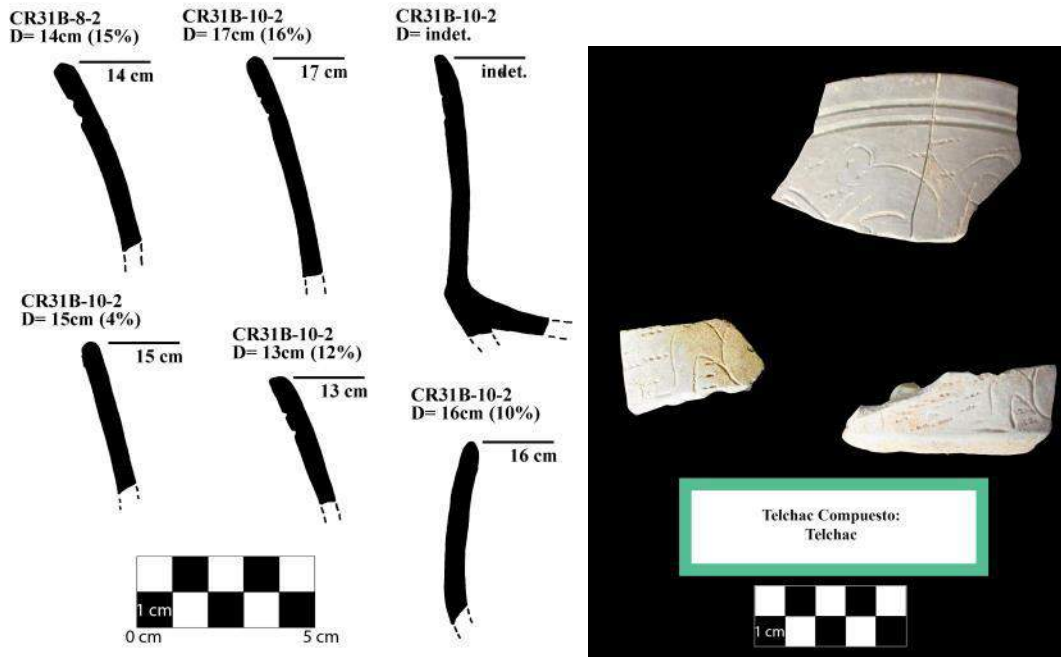 CR31B-8-2
D= 14cm (15%)
14 cm
CR31B-10-2
D= 17cm (16%)
17 cm
CR31B-10-2
D= indet.
indet.
CR31B-10-2
D= 15cm (4%)
15 cm
CR31B-10-2
D= 13cm (12%)
13 cm
CR31B-10-2
D= 16cm (10%)
16 cm
1 cm
0 cm 5 cm
Telchac Compuesto:
Telchac
1 cm